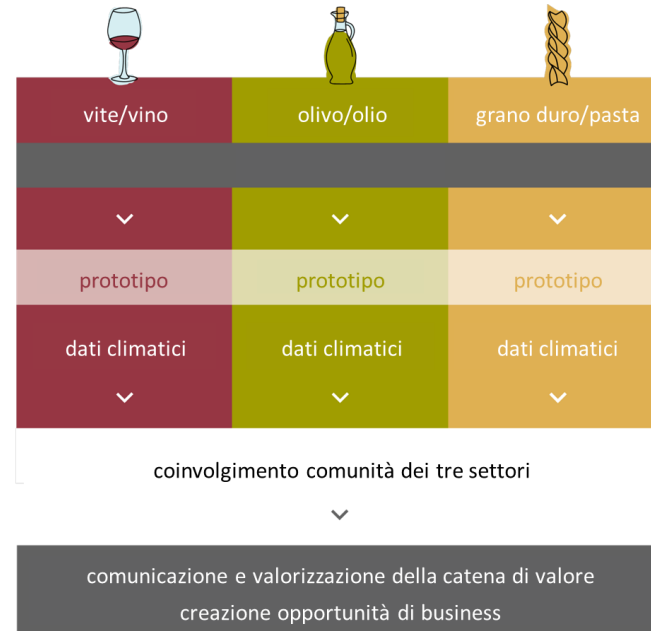 vite/vino olivo/olio grano duro/pasta
prototipo prototipo prototipo
dati climatici dati climatici dati climatici
coinvolgimento comunità dei tre settori
comunicazione e valorizzazione della catena di valore
creazione opportunità di business